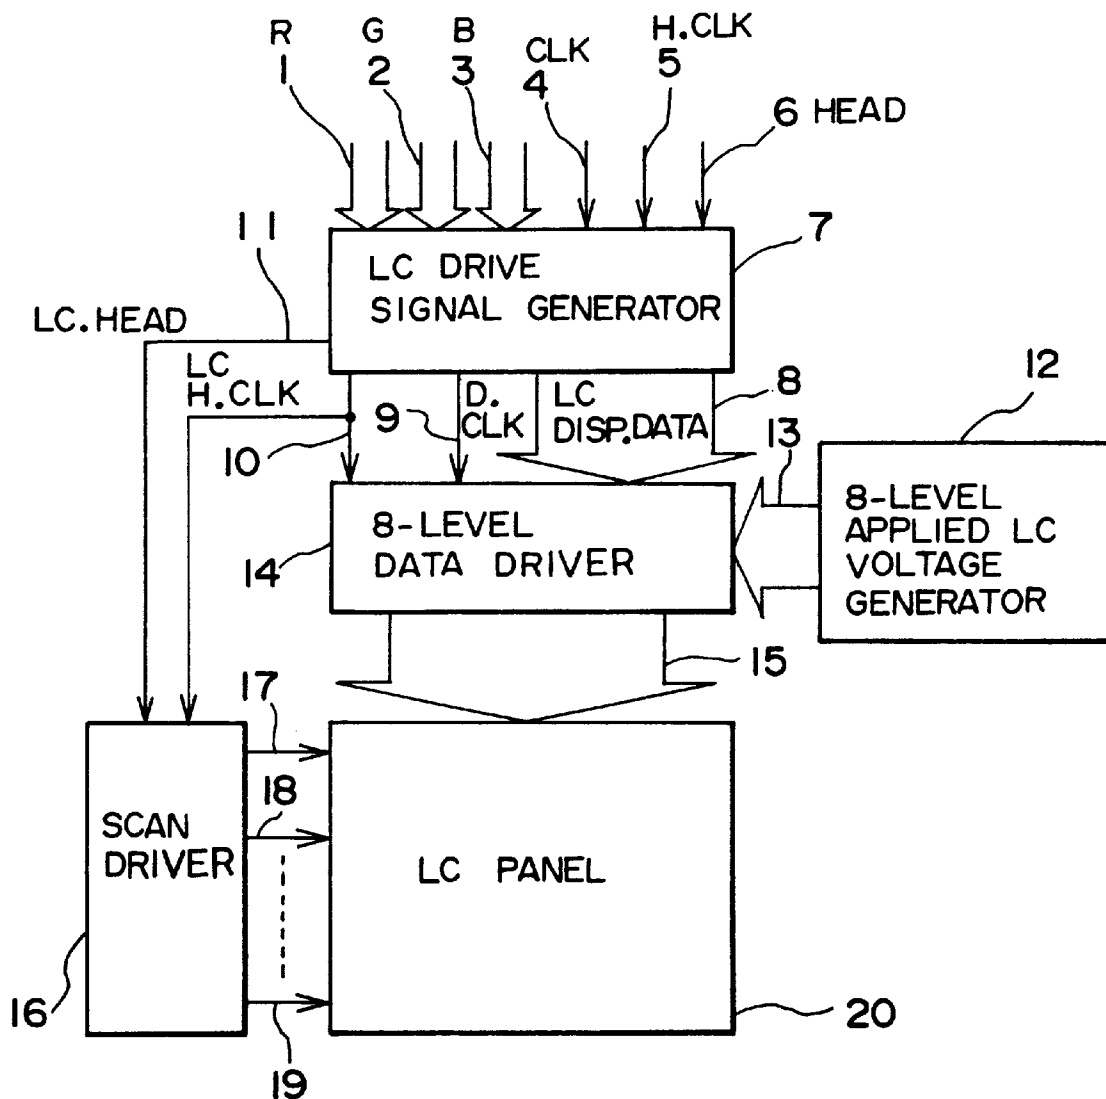 R G B CLK H.CLK
1 2 3 4 5
6 HEAD
11
7
LC DRIVE
SIGNAL GENERATOR
LC.HEAD
LC
H.CLK
10
9
D.
CLK
LC
DISP.DATA
8
12
13
8-LEVEL
DATA DRIVER
14
8-LEVEL
APPLIED LC
VOLTAGE
GENERATOR
15
17
18
SCAN
DRIVER
LC PANEL
16
19
20